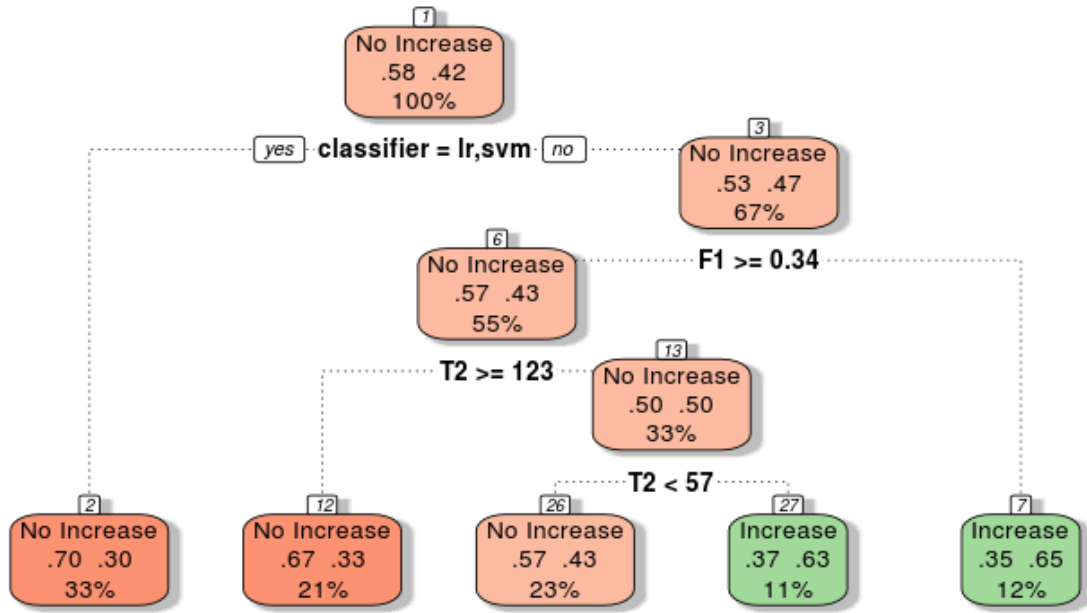 1
No Increase
.58 .42
100%
yes classifier = lr,svm no
3
No Increase
.53 .47
67%
6
No Increase
.57 .43
55%
F1 >= 0.34
T2 >= 123
13
No Increase
.50 .50
33%
T2 < 57
2
No Increase
.70 .30
33%
12
No Increase
.67 .33
21%
26
No Increase
.57 .43
23%
27
Increase
.37 .63
11%
7
Increase
.35 .65
12%